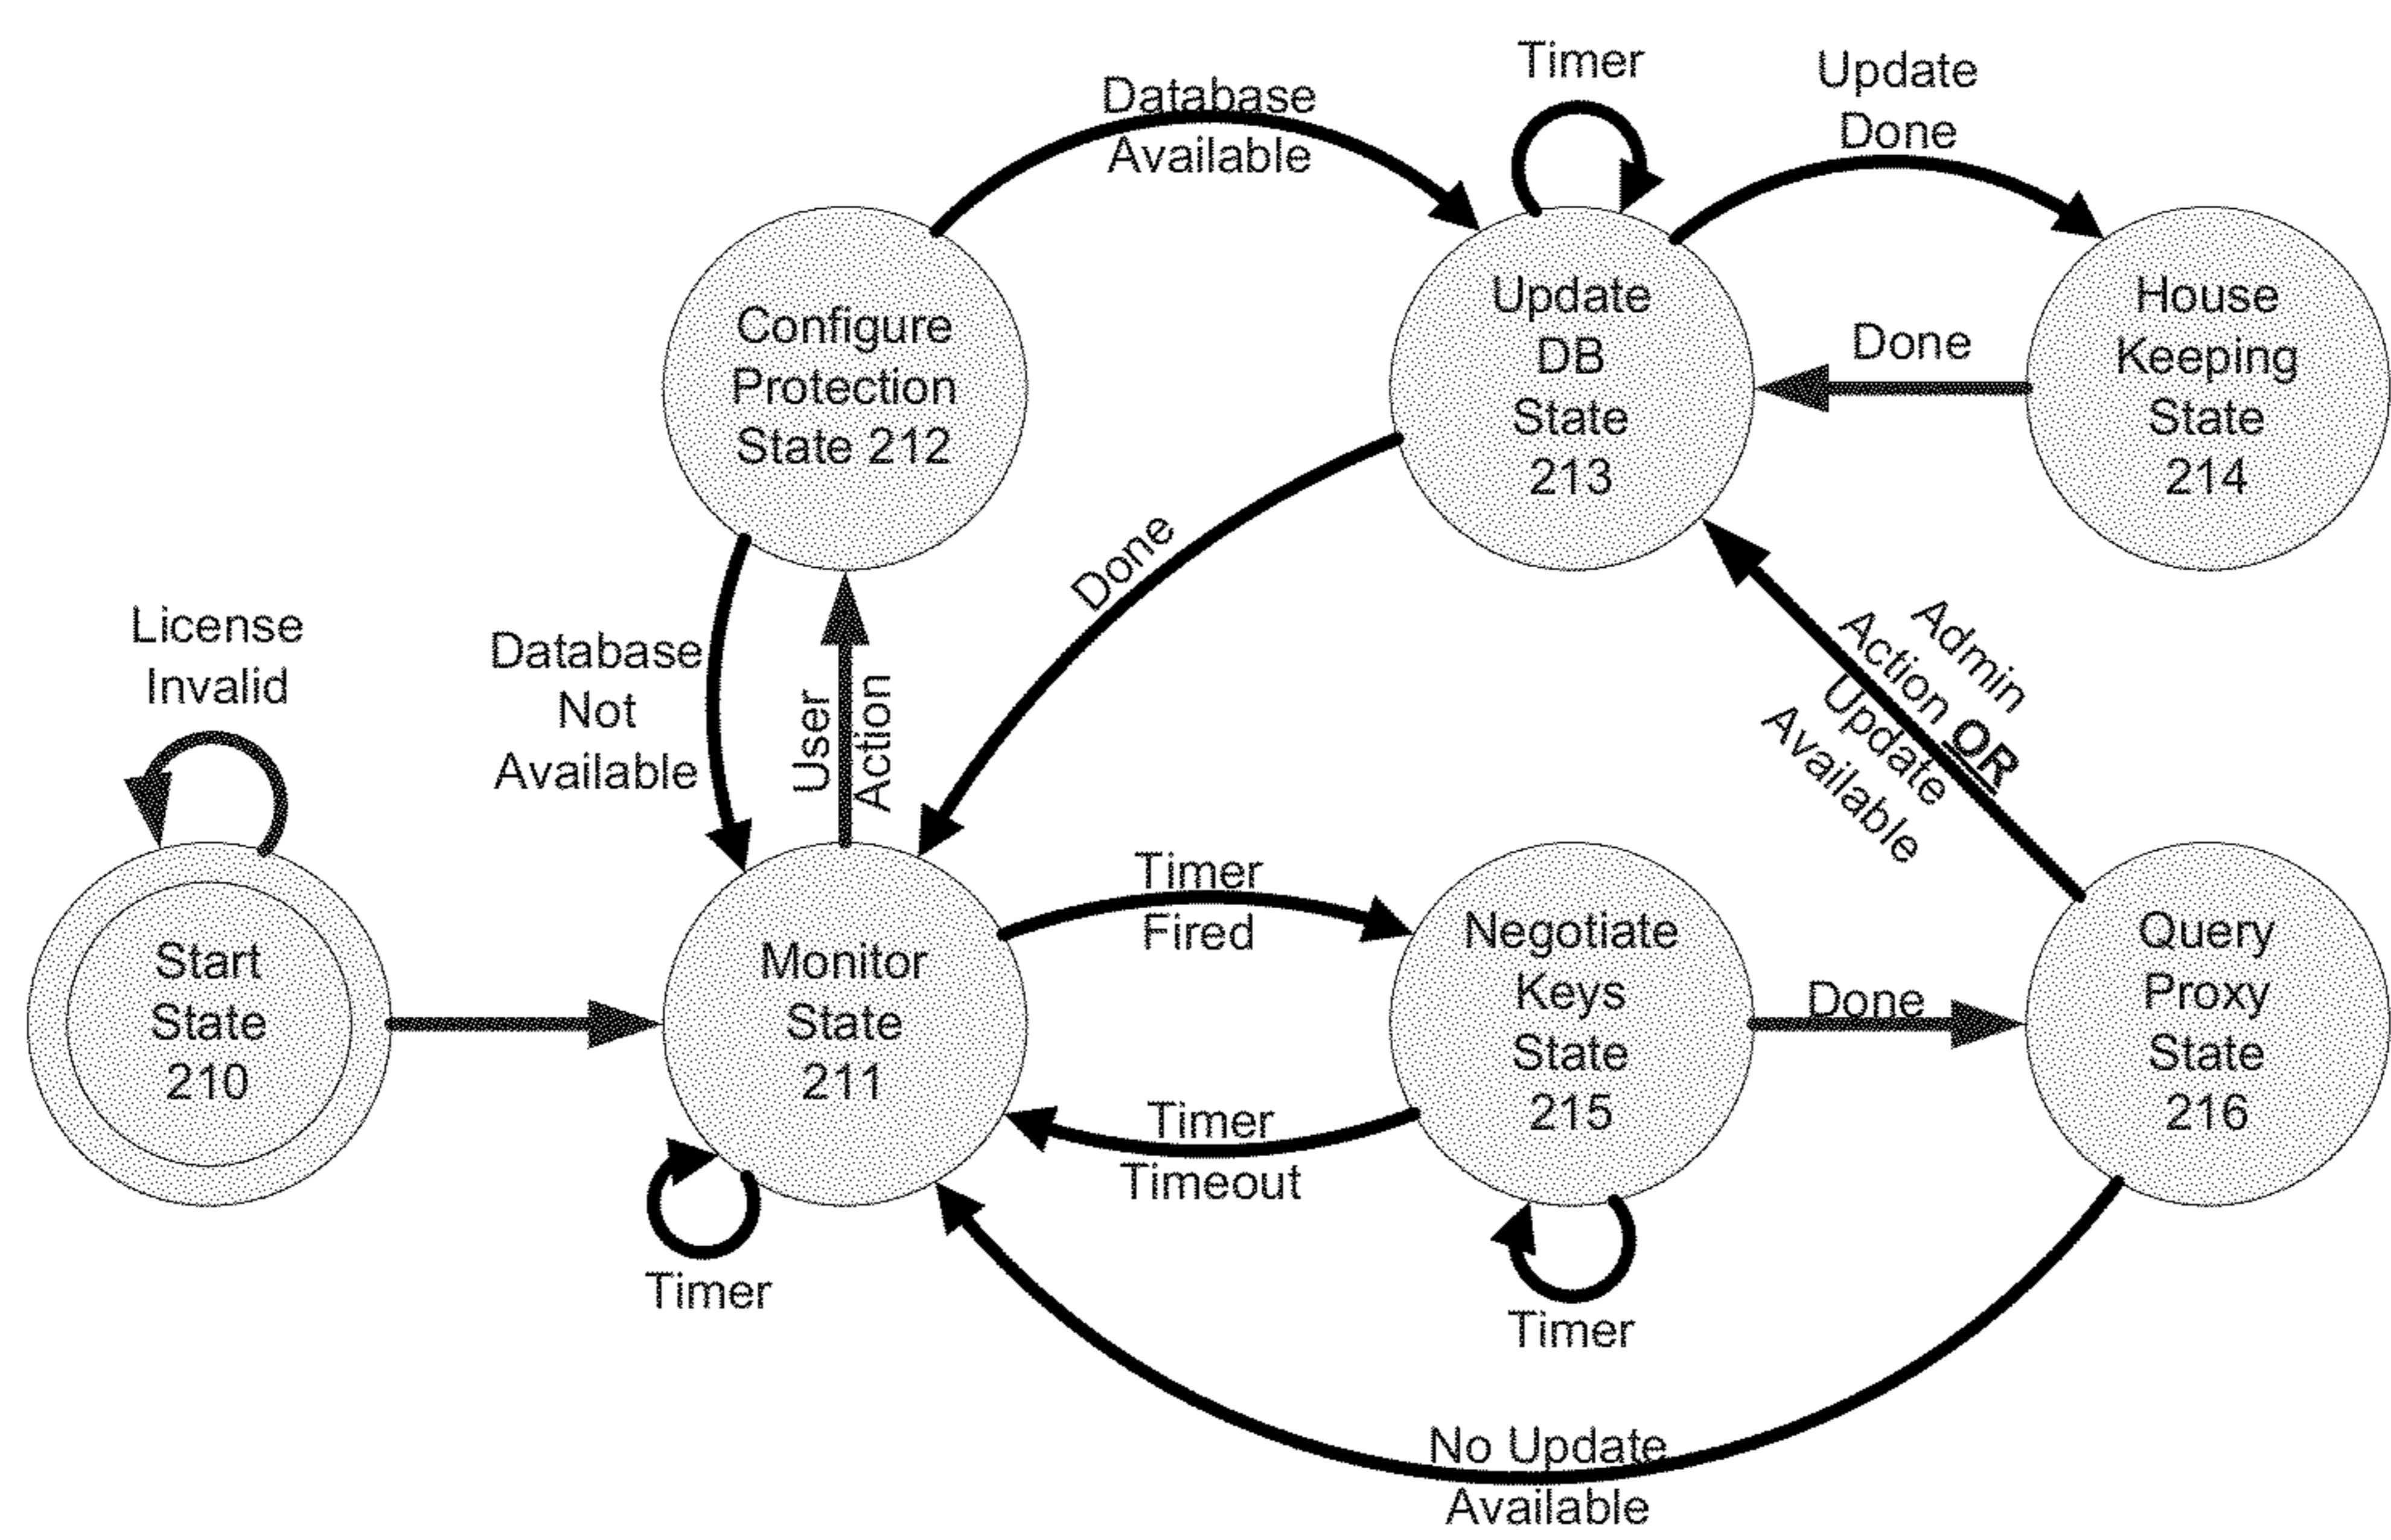 Timer
Update
Done
Database
Available
Configure
Protection
State 212
Update
DB
State
213
House
Keeping
State
214
Done
Done
License
Invalid
Database
Not
Available
User
Action
Admin
Action OR
Update
Available
Start
State
210
Monitor
State
211
Timer
Fired
Negotiate
Keys
State
215
Done
Query
Proxy
State
216
Timer
Timeout
Timer
Timer
No Update
Available